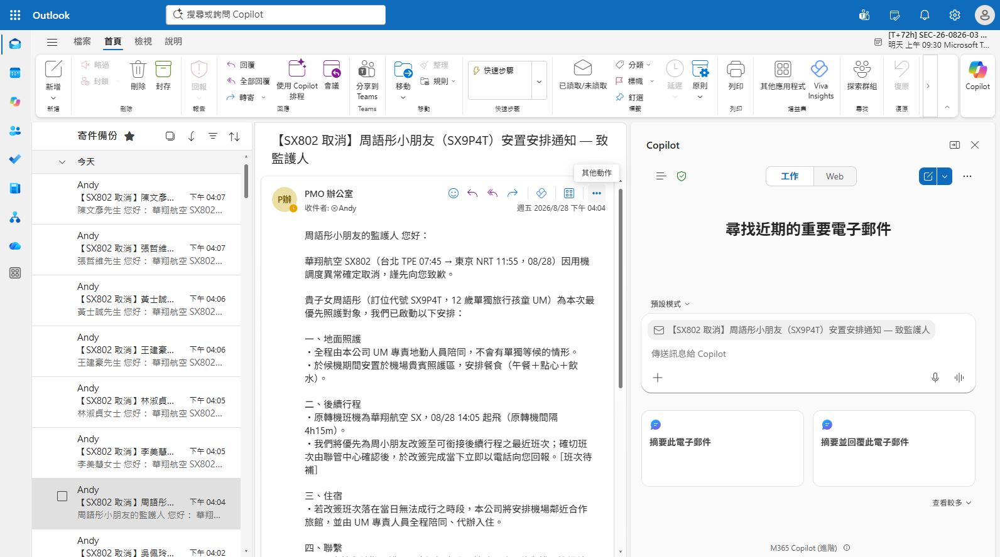 Outlook
搜尋或詢問 Copilot
檔案 首頁 檢視 說明
[T+72h] SEC-26-0826-03 ...
明天 上午 09:30 Microsoft T...
新增
新增
略過
封鎖
刪除
封存
刪除
回報
報告
回覆
全部回覆
轉寄
使用 Copilot
排程
會議
回應
分享到
Teams
Teams
移動
整理
規則
移動
快速步驟
快速步驟
已讀取/未讀取
分類
標幟
釘選
標籤
延遲
原則
列印
列印
其他應用程式
Viva
Insights
增益集
探索群組
尋找
復原
復原
Copilot
寄件備份
今天
Andy
【SX802 取消】陳文彥... 下午 04:07
陳文彥先生 您好： 華翔航空 SX802...
Andy
【SX802 取消】張哲維... 下午 04:07
張哲維先生 您好： 華翔航空 SX802...
Andy
【SX802 取消】黃士誠... 下午 04:06
黃士誠先生 您好： 華翔航空 SX802...
Andy
【SX802 取消】王建豪... 下午 04:06
王建豪先生 您好： 華翔航空 SX802...
Andy
【SX802 取消】林淑貞... 下午 04:05
林淑貞女士 您好： 華翔航空 SX802...
Andy
【SX802 取消】李美慧... 下午 04:05
李美慧女士 您好： 華翔航空 SX802...
Andy
【SX802 取消】周語彤... 下午 04:04
周語彤小朋友的監護人 您好： 華翔...
Andy
【SX802 取消】吳佩玲... 下午 04:02
【SX802 取消】周語彤小朋友（SX9P4T）安置安排通知 — 致
監護人
其他動作
P辦
PMO 辦公室
收件者: Andy
週五 2026/8/28 下午 04:04
周語彤小朋友的監護人 您好：
華翔航空 SX802（台北 TPE 07:45 → 東京 NRT 11:55，08/28）因用機
調度異常確定取消，謹先向您致歉。
貴子女周語彤（訂位代號 SX9P4T，12 歲單獨旅行孩童 UM）為本次最
優先照護對象，我們已啟動以下安排：
一、地面照護
・全程由本公司 UM 專責地勤人員陪同，不會有單獨等候的情形。
・於候機期間安置於機場貴賓照護區，安排餐食（午餐＋點心＋飲
水）。
二、後續行程
・原轉機班機為華翔航空 SX，08/28 14:05 起飛（原轉機間隔
4h15m）。
・我們將優先為周小朋友改簽至可銜接後續行程之最近班次；確切班
次由聯管中心確認後，於改簽完成當下立即以電話向您回報。［班次待
補］
三、住宿
・若改簽班次落在當日無法成行之時段，本公司將安排機場鄰近合作
旅館，並由 UM 專責人員全程陪同、代辦入住。
四、聯繫
Copilot
工作 Web
尋找近期的重要電子郵件
預設模式
【SX802 取消】周語彤小朋友（SX9P4T）安置安排通知 — 致監護人
傳送訊息給 Copilot
摘要此電子郵件
摘要並回覆此電子郵件
查看較多
M365 Copilot (進階)